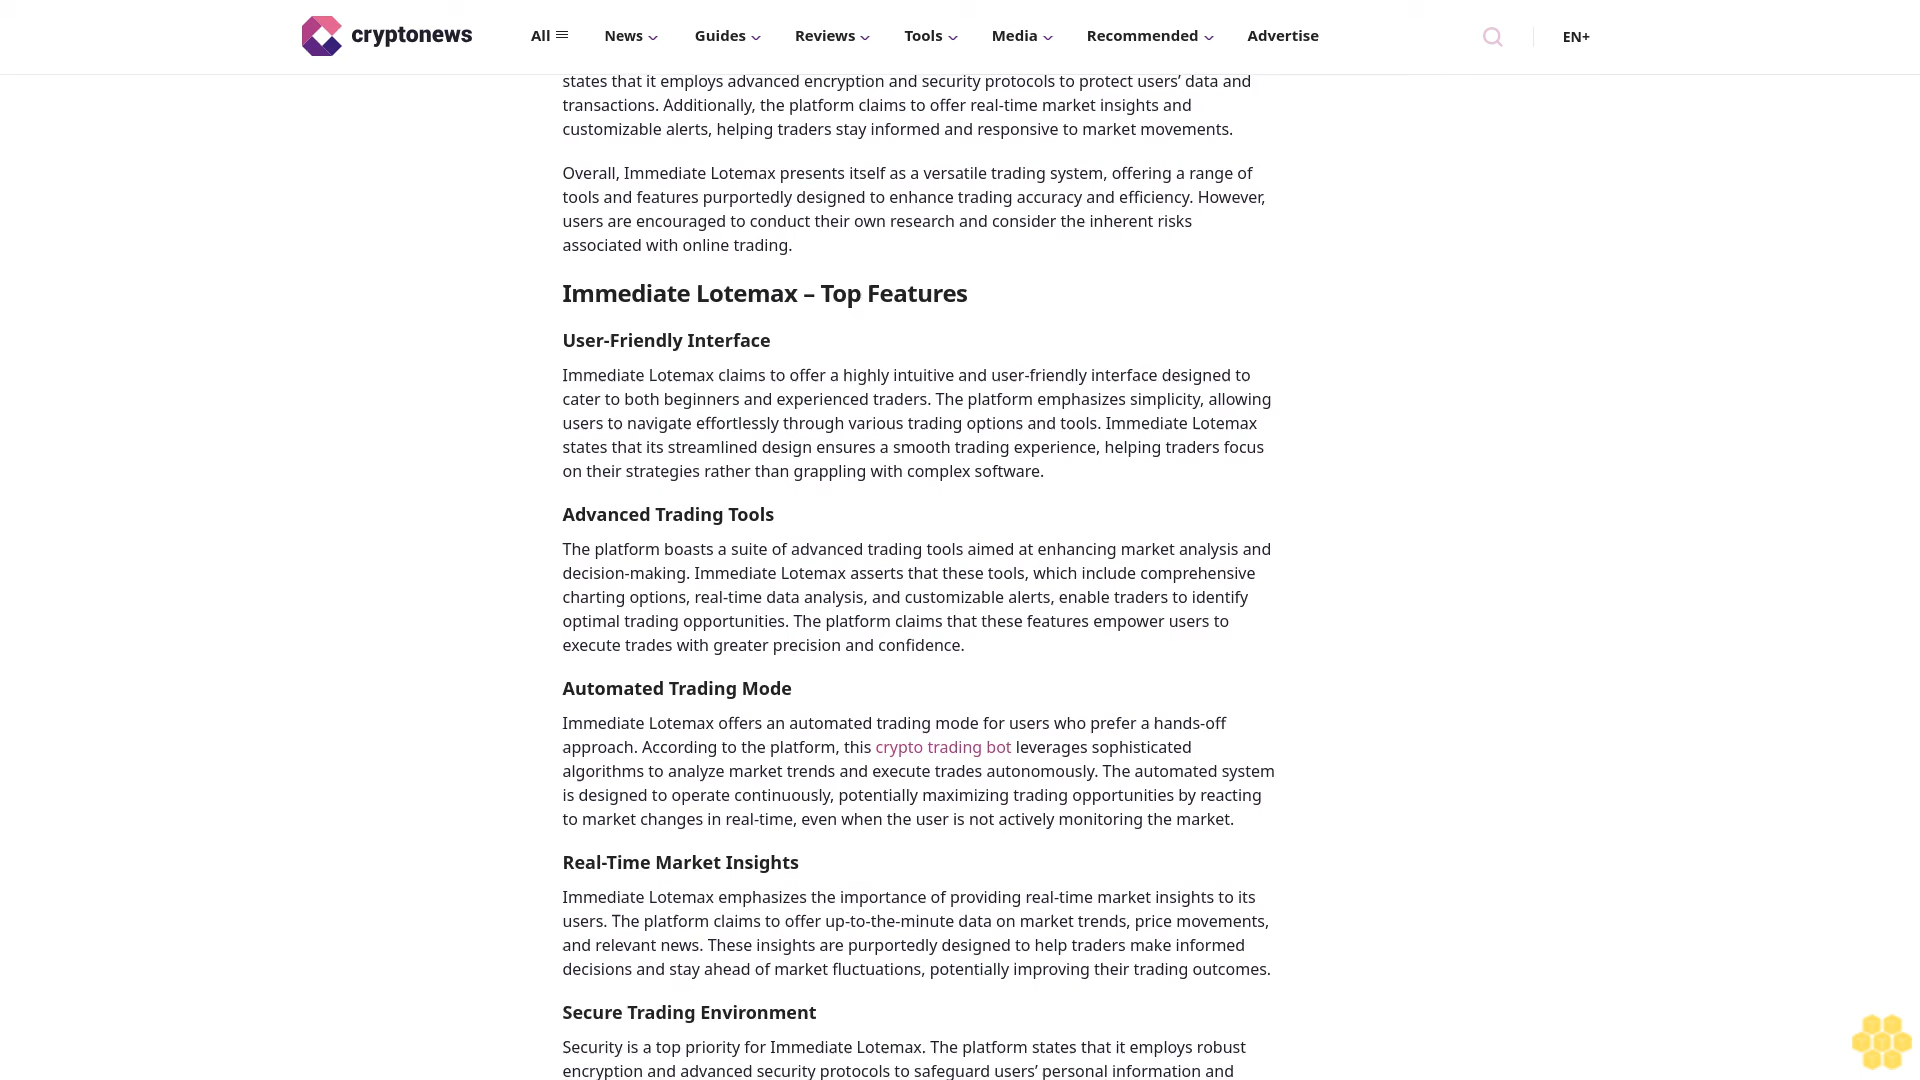 cryptonews
All
News
Guides
Reviews
Tools
Media
Recommended
Advertise
EN+
states that it employs advanced encryption and security protocols to protect users’ data and
transactions. Additionally, the platform claims to offer real-time market insights and
customizable alerts, helping traders stay informed and responsive to market movements.
Overall, Immediate Lotemax presents itself as a versatile trading system, offering a range of
tools and features purportedly designed to enhance trading accuracy and efficiency. However,
users are encouraged to conduct their own research and consider the inherent risks
associated with online trading.
Immediate Lotemax – Top Features
User-Friendly Interface
Immediate Lotemax claims to offer a highly intuitive and user-friendly interface designed to
cater to both beginners and experienced traders. The platform emphasizes simplicity, allowing
users to navigate effortlessly through various trading options and tools. Immediate Lotemax
states that its streamlined design ensures a smooth trading experience, helping traders focus
on their strategies rather than grappling with complex software.
Advanced Trading Tools
The platform boasts a suite of advanced trading tools aimed at enhancing market analysis and
decision-making. Immediate Lotemax asserts that these tools, which include comprehensive
charting options, real-time data analysis, and customizable alerts, enable traders to identify
optimal trading opportunities. The platform claims that these features empower users to
execute trades with greater precision and confidence.
Automated Trading Mode
Immediate Lotemax offers an automated trading mode for users who prefer a hands-off
approach. According to the platform, this crypto trading bot leverages sophisticated
algorithms to analyze market trends and execute trades autonomously. The automated system
is designed to operate continuously, potentially maximizing trading opportunities by reacting
to market changes in real-time, even when the user is not actively monitoring the market.
Real-Time Market Insights
Immediate Lotemax emphasizes the importance of providing real-time market insights to its
users. The platform claims to offer up-to-the-minute data on market trends, price movements,
and relevant news. These insights are purportedly designed to help traders make informed
decisions and stay ahead of market fluctuations, potentially improving their trading outcomes.
Secure Trading Environment
Security is a top priority for Immediate Lotemax. The platform states that it employs robust
encryption and advanced security protocols to safeguard users’ personal information and